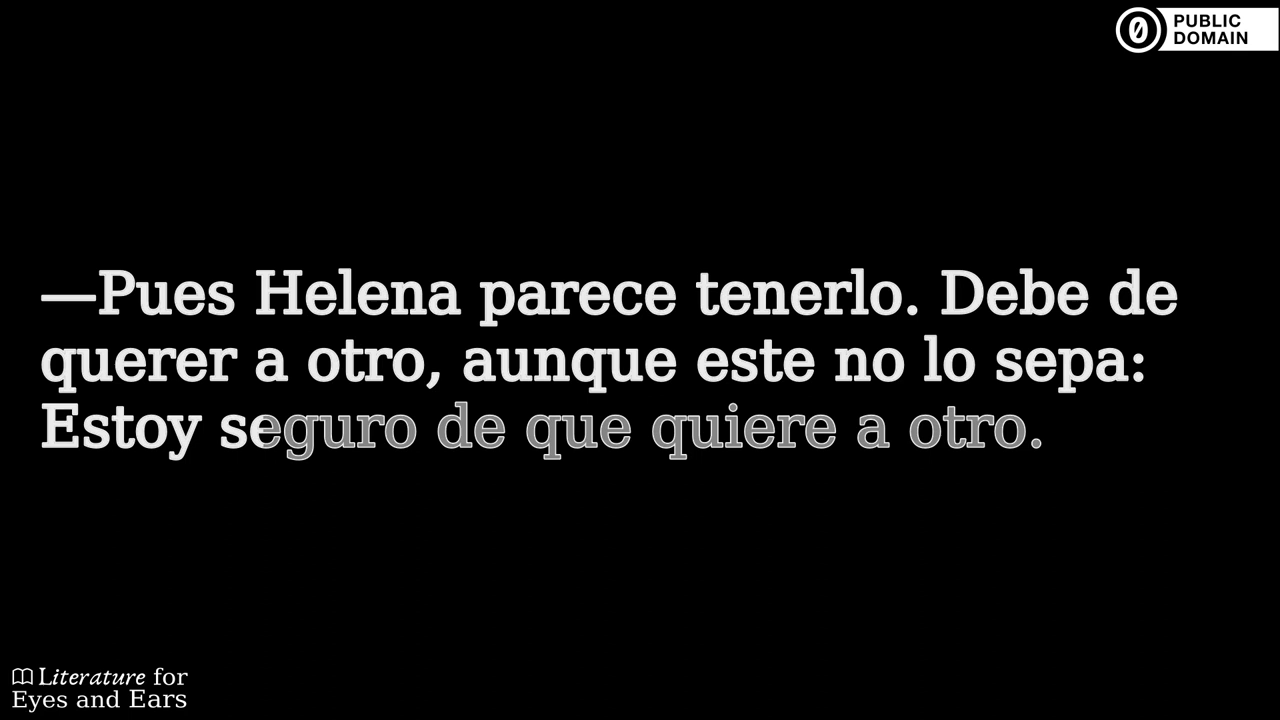 PUBLIC
DOMAIN
—Pues Helena parece tenerlo. Debe de
querer a otro, aunque este no lo sepa:
Estoy seguro de que quiere a otro.
Literature for
Eyes and Ears